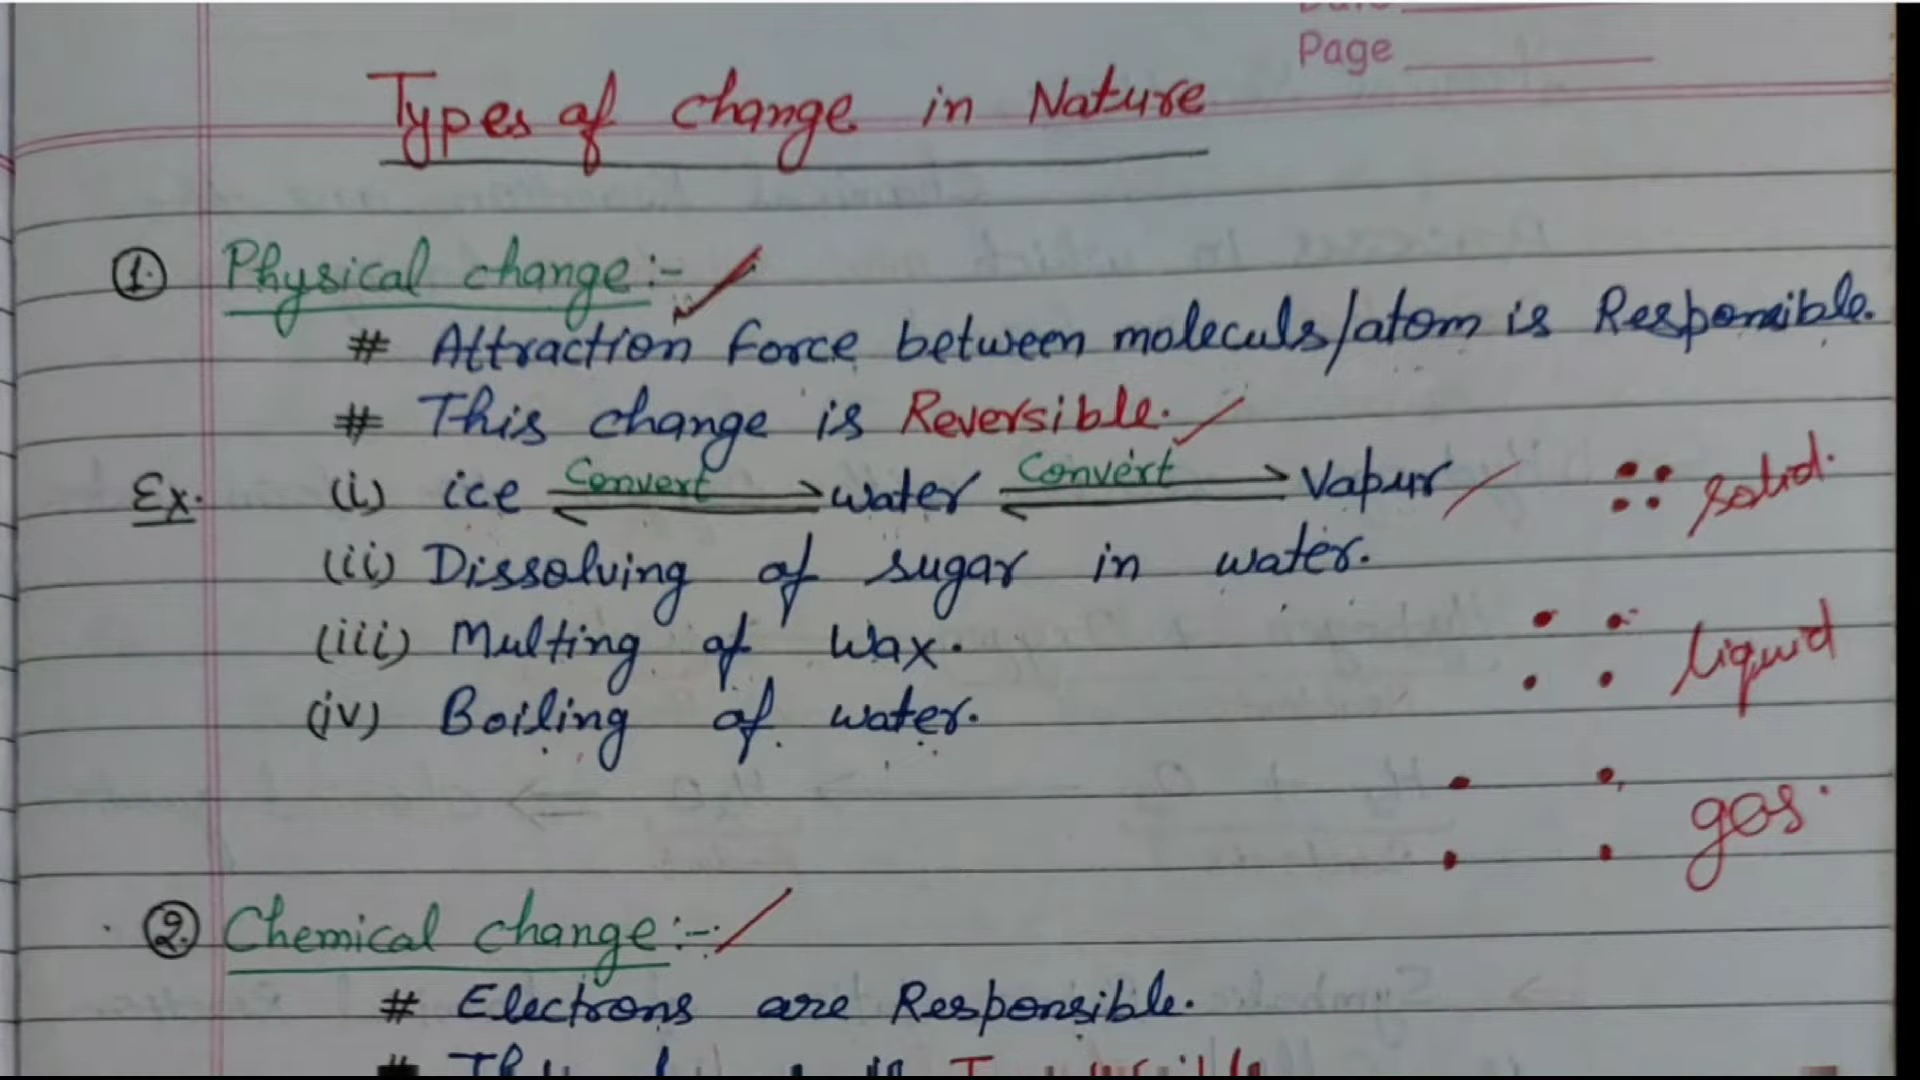 Page
Types of change in Nature
1. Physical change:-
# Attraction force between moleculs/atom is Responsible.
# This change is Reversible.
Ex. (i) ice Convert water Convert Vapur
solid.
(ii) Dissolving of sugar in water.
(iii) Multing of Wax.
liquid
(iv) Boiling of water.
gas.
2. Chemical change:-
# Electrons are Responsible.